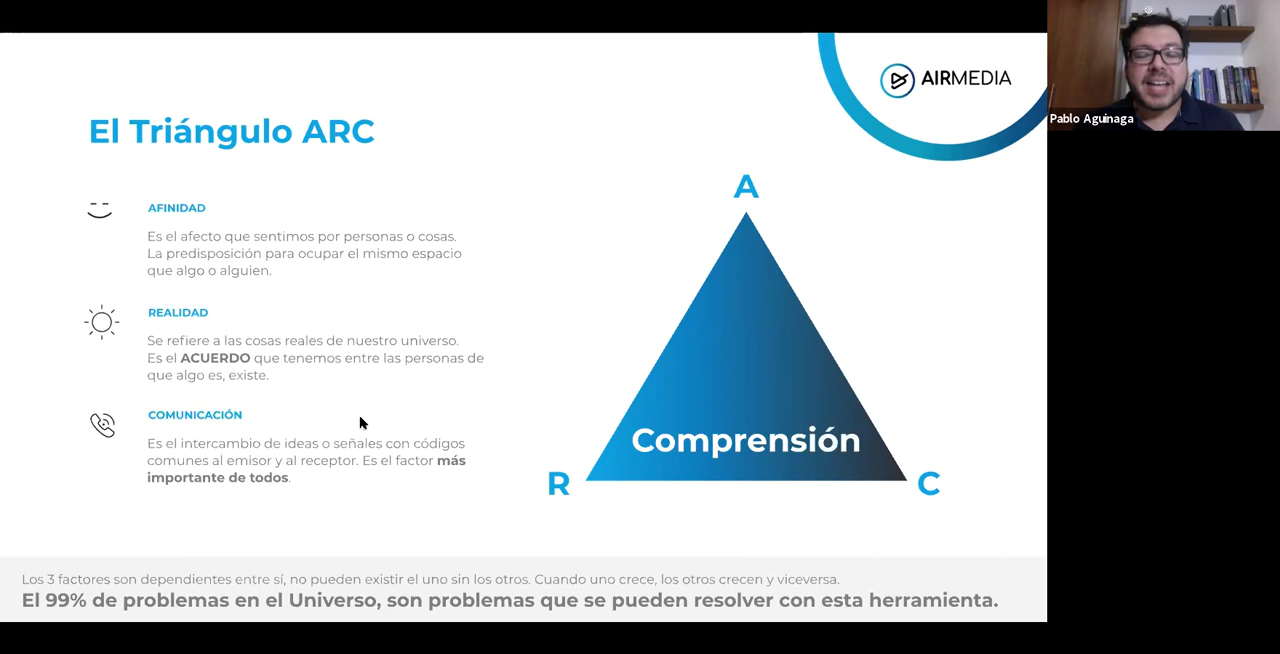 AIRMEDIA
Pablo Aguinaga
El Triángulo ARC
AFINIDAD
Es el afecto que sentimos por personas o cosas.
La predisposición para ocupar el mismo espacio
que algo o alguien.
REALIDAD
Se refiere a las cosas reales de nuestro universo.
Es el ACUERDO que tenemos entre las personas de
que algo es, existe.
COMUNICACIÓN
Es el intercambio de ideas o señales con códigos
comunes al emisor y al receptor. Es el factor más
importante de todos.
A
Comprensión
R
C
Los 3 factores son dependientes entre sí, no pueden existir el uno sin los otros. Cuando uno crece, los otros crecen y viceversa.
El 99% de problemas en el Universo, son problemas que se pueden resolver con esta herramienta.